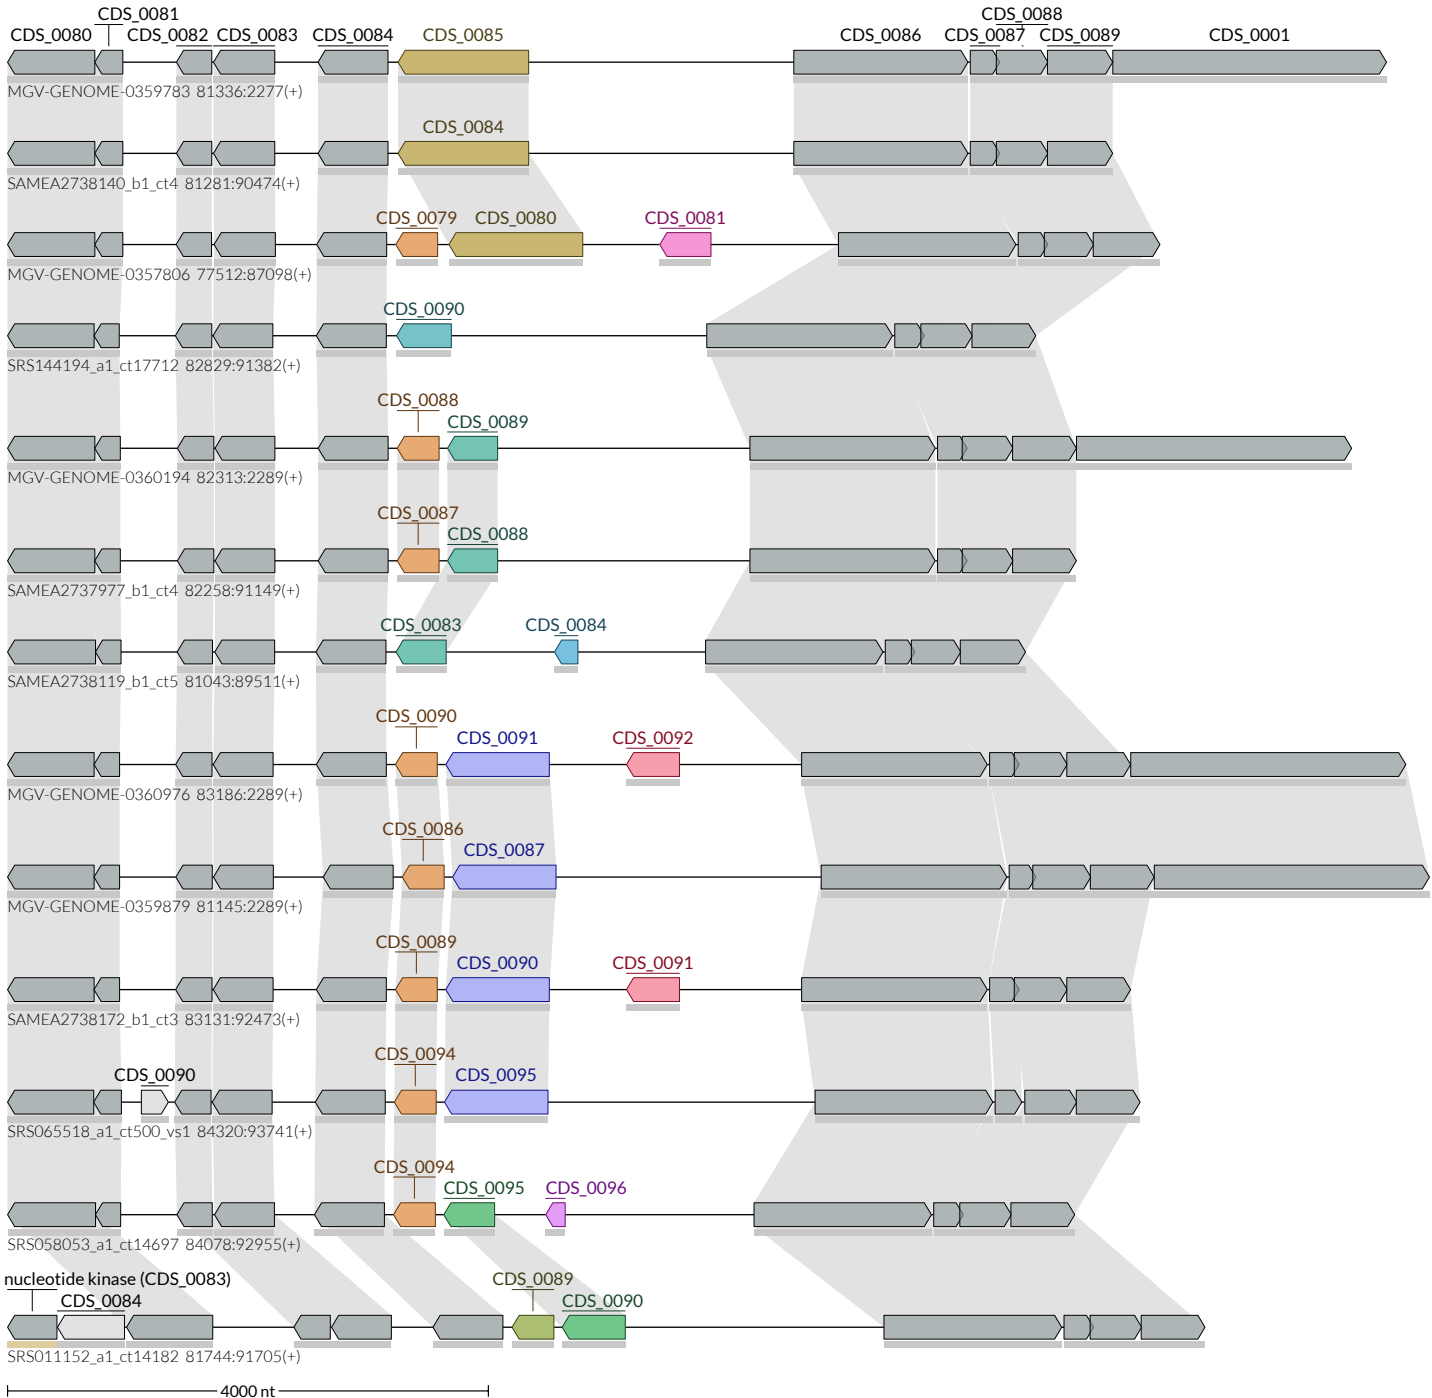 CDS_0081 CDS_0088
CDS_0080 CDS_0082 CDS_0083 CDS_0084 CDS_0085 CDS_0086 CDS_0087 CDS_0089 CDS_0001
MGV-GENOME-0359783 81336:2277(+)
CDS_0084
SAMEA2738140_b1_ct4 81281:90474(+)
CDS_0079 CDS_0080 CDS_0081
MGV-GENOME-0357806 77512:87098(+)
CDS_0090
SRS144194_a1_ct17712 82829:91382(+)
CDS_0088
CDS_0089
MGV-GENOME-0360194 82313:2289(+)
CDS_0087
CDS_0088
SAMEA2737977_b1_ct4 82258:91149(+)
CDS_0083 CDS_0084
SAMEA2738119_b1_ct5 81043:89511(+)
CDS_0090
CDS_0091 CDS_0092
MGV-GENOME-0360976 83186:2289(+)
CDS_0086
CDS_0087
MGV-GENOME-0359879 81145:2289(+)
CDS_0089
CDS_0090 CDS_0091
SAMEA2738172_b1_ct3 83131:92473(+)
CDS_0094
CDS_0090 CDS_0095
SRS065518_a1_ct500_vs1 84320:93741(+)
CDS_0094
CDS_0095 CDS_0096
SRS058053_a1_ct14697 84078:92955(+)
nucleotide kinase (CDS_0083) CDS_0089
CDS_0084 CDS_0090
SRS011152_a1_ct14182 81744:91705(+)
4000 nt